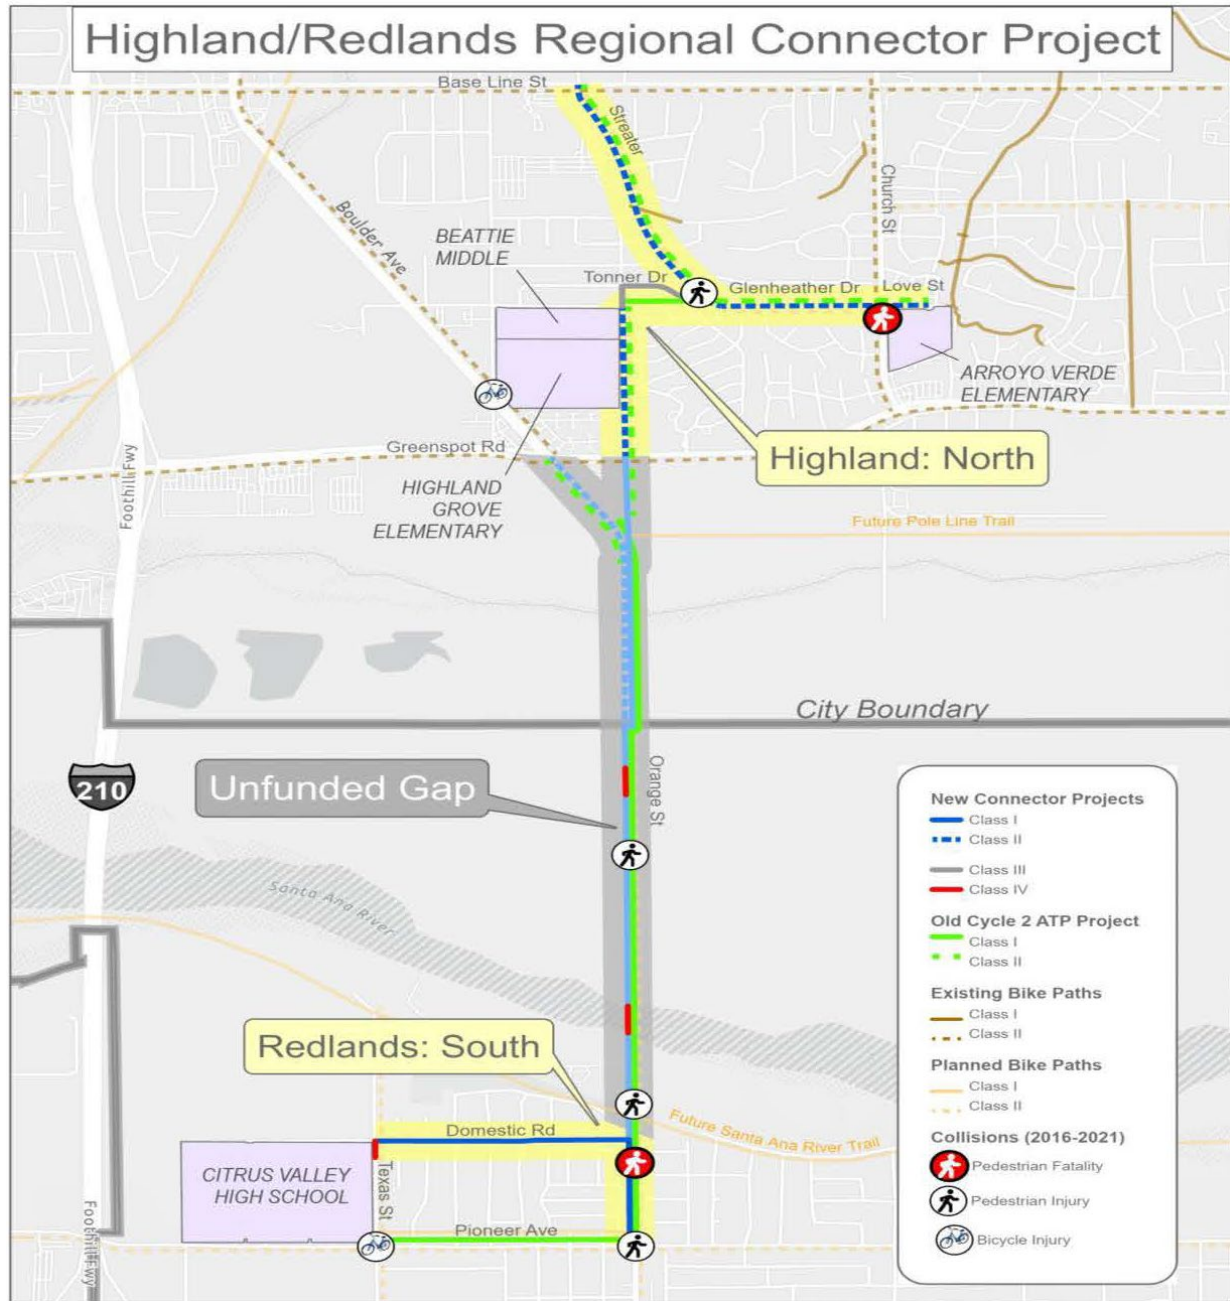 Highland/Redlands Regional Connector Project
Base Line St
Streater
Church St
Boulder Ave
BEATTIE
MIDDLE
Tonner Dr
Glenheather Dr
Love St
ARROYO VERDE
ELEMENTARY
Greenspot Rd
Highland: North
Foothill Fwy
HIGHLAND
GROVE
ELEMENTARY
Future Pole Line Trail
City Boundary
210
Unfunded Gap
Orange St
Santa Ana River
Redlands: South
Future Santa Ana River Trail
Domestic Rd
CITRUS VALLEY
HIGH SCHOOL
Texas St
Pioneer Ave
Foothill Fwy
New Connector Projects
Class I
Class II
Class III
Class IV
Old Cycle 2 ATP Project
Class I
Class II
Existing Bike Paths
Class I
Class II
Planned Bike Paths
Class I
Class II
Collisions (2016-2021)
Pedestrian Fatality
Pedestrian Injury
Bicycle Injury